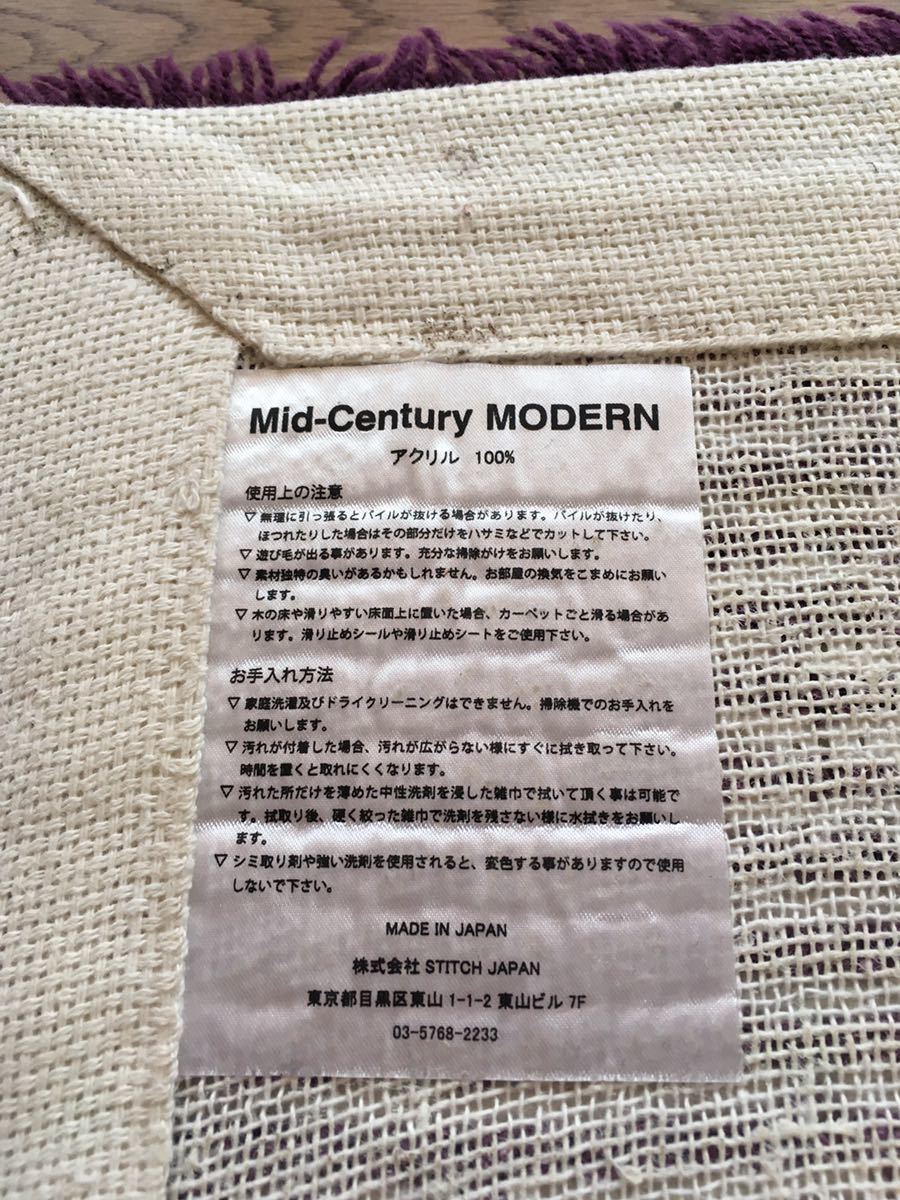 Mid-Century MODERN
アクリル 100%
使用上の注意
▽ 無理に引っ張るとパイルが抜ける場合があります。パイルが抜けたり、
ほつれたりした場合はその部分だけをハサミなどでカットして下さい。
▽ 遊び毛が出る事があります。充分な掃除がけをお願いします。
▽ 素材独特の臭いがあるかもしれません。お部屋の換気をこまめにお願い
します。
▽ 木の床や滑りやすい床面上に置いた場合、カーペットごと滑る場合があ
ります。滑り止めシールや滑り止めシートをご使用下さい。
お手入れ方法
▽ 家庭洗濯及びドライクリーニングはできません。掃除機でのお手入れを
お願いします。
▽ 汚れが付着した場合、汚れが広がらない様にすぐに拭き取って下さい。
時間を置くと取れにくくなります。
▽ 汚れた所だけを薄めた中性洗剤を浸した雑巾で拭いて頂く事は可能で
す。拭取り後、硬く絞った雑巾で洗剤を残さない様に水拭きをお願いし
ます。
▽ シミ取り剤や強い洗剤を使用されると、変色する事がありますので使用
しないで下さい。
MADE IN JAPAN
株式会社 STITCH JAPAN
東京都目黒区東山 1-1-2 東山ビル 7F
03-5768-2233